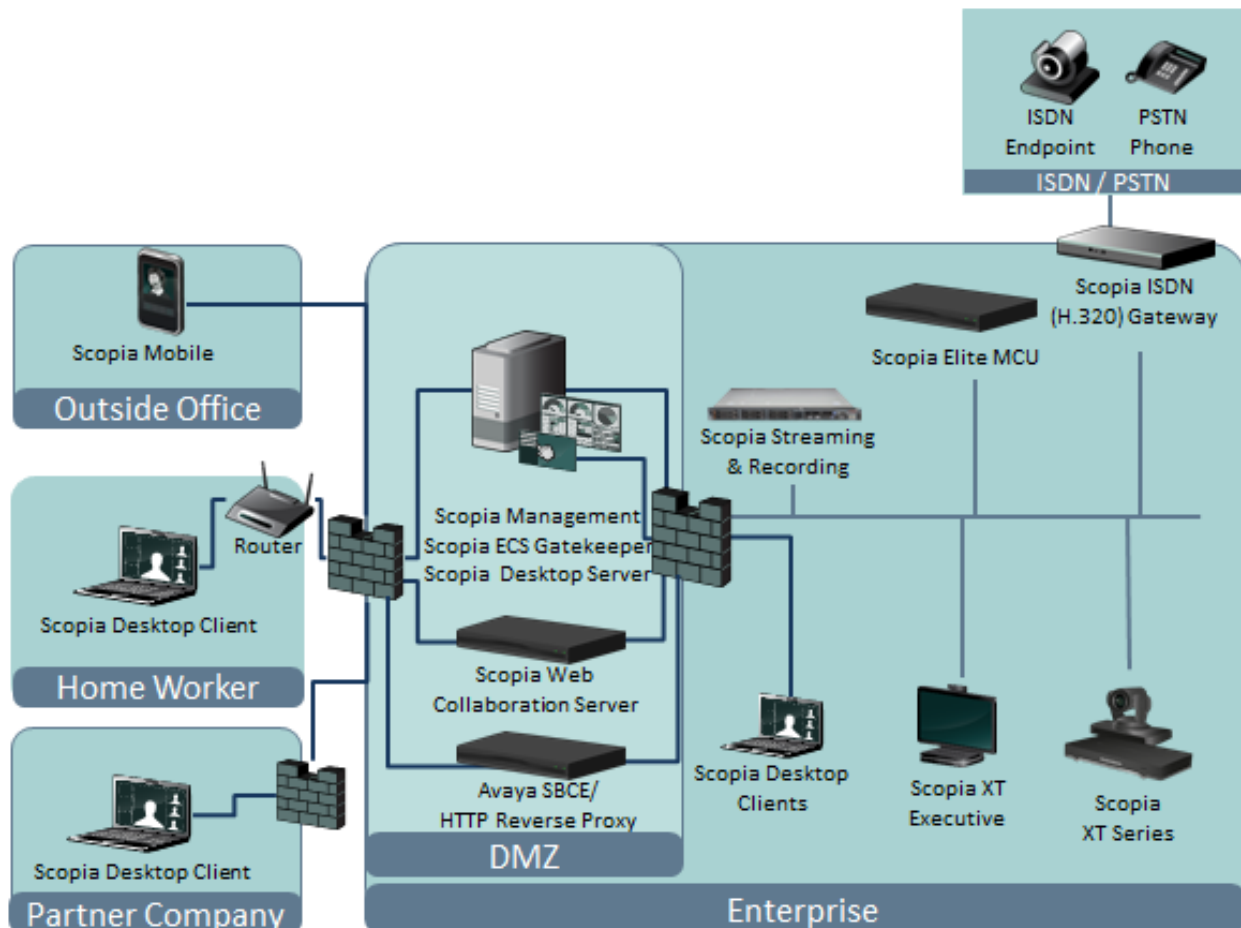 ISDN
Endpoint
PSTN
Phone
ISDN / PSTN
Scopia Mobile
Outside Office
Scopia ISDN
(H.320) Gateway
Scopia Elite MCU
Scopia Streaming
& Recording
Router
Scopia Desktop Client
Home Worker
Scopia Management
Scopia ECS Gatekeeper
Scopia Desktop Server
Scopia Web
Collaboration Server
Avaya SBCE/
HTTP Reverse Proxy
DMZ
Scopia Desktop
Clients
Scopia XT
Executive
Scopia
XT Series
Scopia Desktop Client
Partner Company
Enterprise